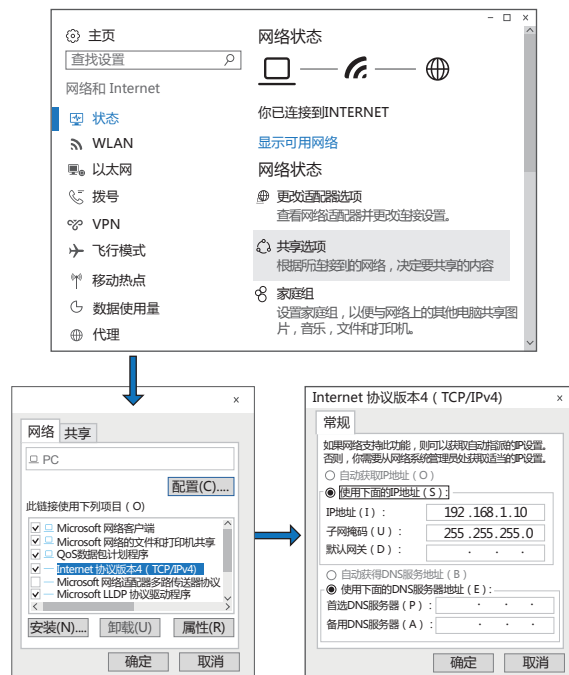 主页
查找设置
网络和 Internet
状态
WLAN
以太网
拨号
VPN
飞行模式
移动热点
数据使用量
代理
网络状态
你已连接到INTERNET
显示可用网络
网络状态
更改适配器选项
查看网络适配器并更改连接设置。
共享选项
根据所连接到的网络，决定要共享的内容
家庭组
设置家庭组，以便与网络上的其他电脑共享图
片，音乐，文件和打印机。
x
网络 共享
PC
配置(C)....
此链接使用下列项目（O）
Microsoft 网络客户端
Microsoft 网络的文件和打印机共享
QoS数据包计划程序
Internet 协议版本4（TCP/IPv4)
Microsoft 网络适配器多路传送器协议
Microsoft LLDP 协议驱动程序
安装(N).... 卸载(U) 属性(R)
确定 取消
Internet 协议版本4（TCP/IPv4) x
常规
如果网络支持此功能，则可以获取自动指派的IP设置。
否则，你需要从网络系统管理员处获取适当的IP设置。
自动获取IP地址（O）
使用下面的IP地址（S）:
IP地址（I）： 192 .168.1.10
子网掩码（U）： 255 .255.255.0
默认网关（D）： . . .
自动获得DNS服务器地址（B）
使用下面的DNS服务器地址（E）:
首选DNS服务器（P）： . . .
备用DNS服务器（A）： . . .
确定 取消